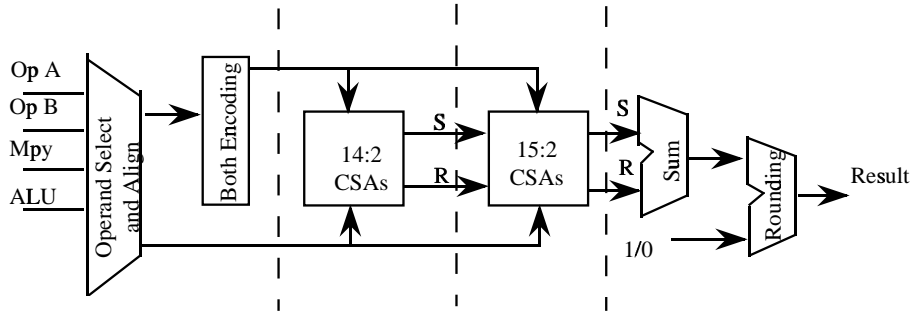 Op A
Op B
Mpy
ALU
Operand Select
and Align
Both Encoding
14:2
CSAs
S
R
15:2
CSAs
S
R
Sum
1/0
Rounding
Result